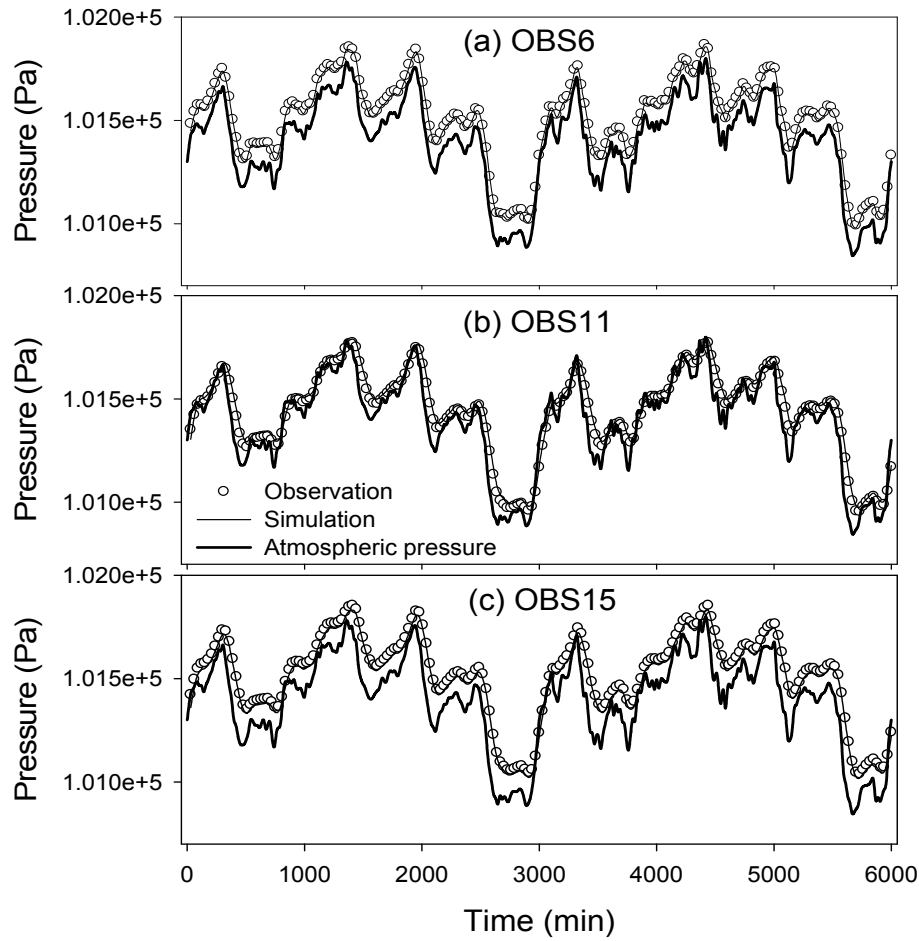 1.020e+5
(a) OBS6
1.015e+5
1.010e+5
Pressure (Pa)
1.020e+5
(b) OBS11
1.015e+5
1.010e+5
Pressure (Pa)
Observation
Simulation
Atmospheric pressure
1.020e+5
(c) OBS15
1.015e+5
1.010e+5
Pressure (Pa)
0 1000 2000 3000 4000 5000 6000
Time (min)